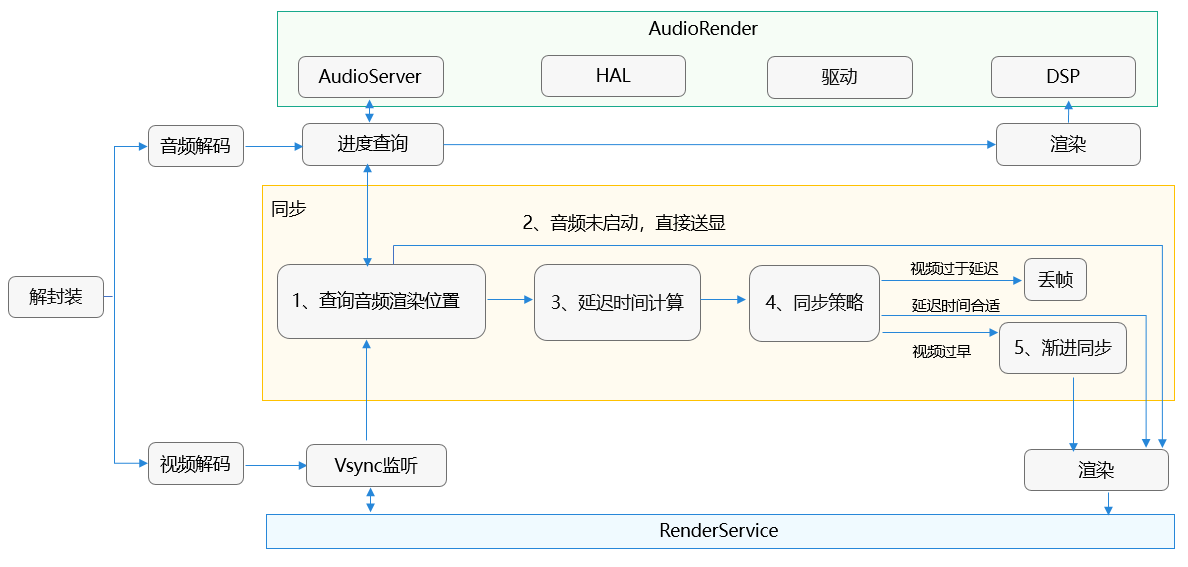 AudioRender
AudioServer
HAL
驱动
DSP
音频解码
进度查询
渲染
同步
2、音频未启动，直接送显
解封装
1、查询音频渲染位置
3、延迟时间计算
4、同步策略
视频过于延迟
丢帧
延迟时间合适
视频过早
5、渐进同步
视频解码
Vsync监听
渲染
RenderService